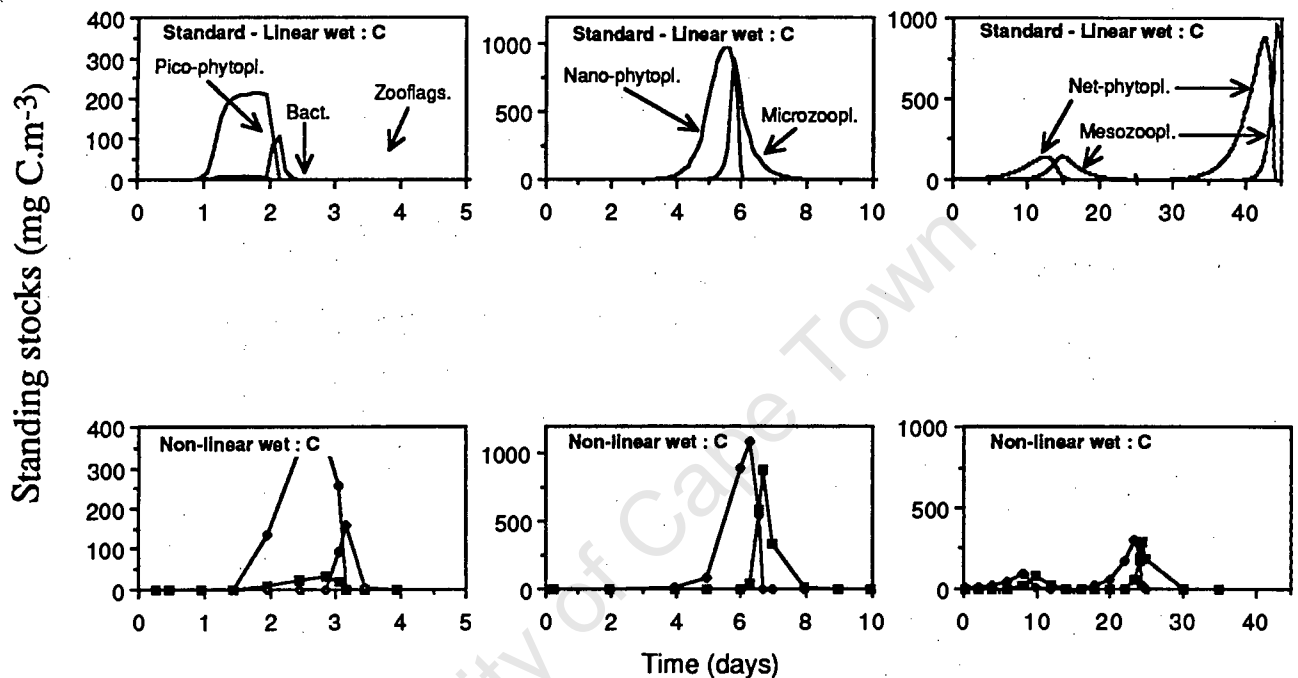 Standing stocks (mg C.m-3)
400
300
200
100
0
0 1 2 3 4 5
Standard - Linear wet : C
Pico-phytopl.
Bact.
Zooflags.
1000
500
0
0 2 4 6 8 10
Standard - Linear wet : C
Nano-phytopl.
Microzoopl.
1000
500
0
0 10 20 30 40
Standard - Linear wet : C
Net-phytopl.
Mesozoopl.
400
300
200
100
0
0 1 2 3 4 5
Non-linear wet : C
1000
500
0
0 2 4 6 8 10
Non-linear wet : C
1000
500
0
0 10 20 30 40
Non-linear wet : C
Time (days)
University of Cape Town